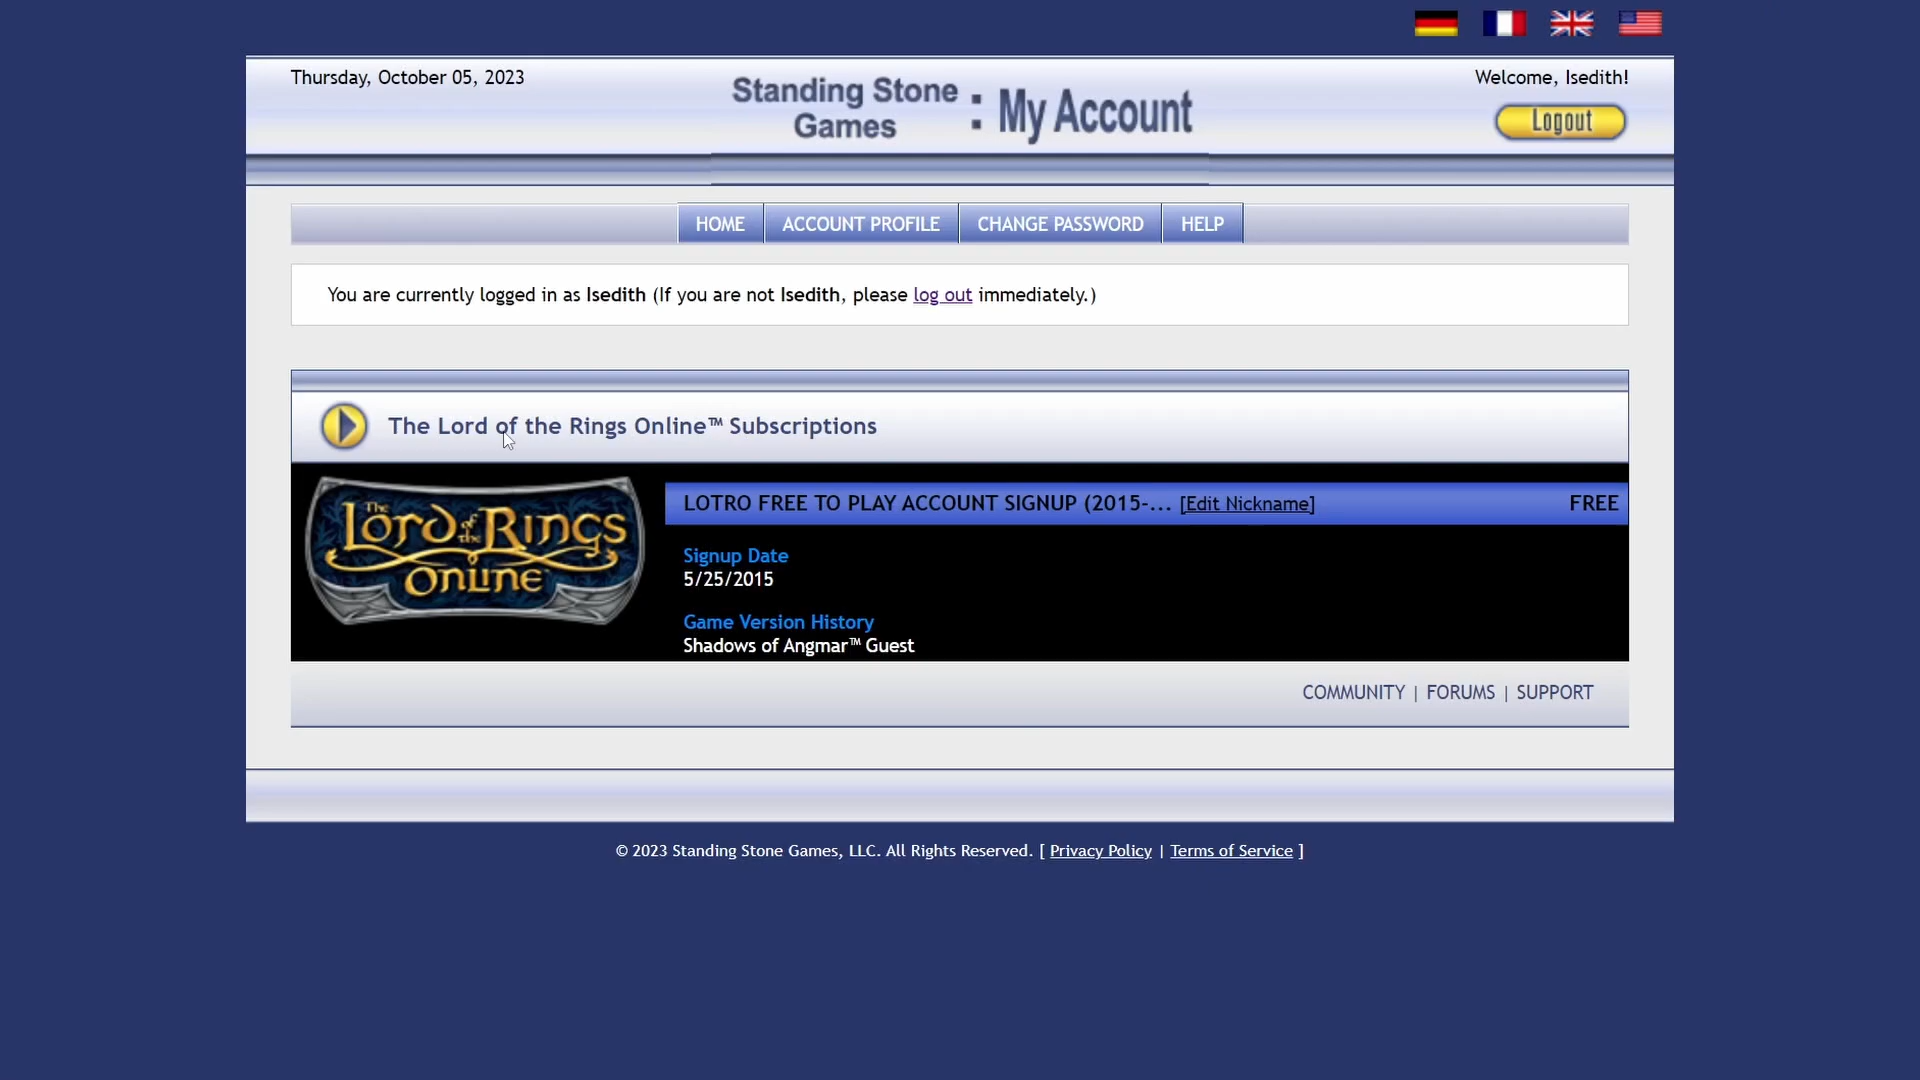 Thursday, October 05, 2023
Standing Stone Games : My Account
Welcome, Isedith!
Logout
HOME ACCOUNT PROFILE CHANGE PASSWORD HELP
You are currently logged in as Isedith (If you are not Isedith, please log out immediately.)
The Lord of the Rings Online™ Subscriptions
The Lord of the Rings Online™
LOTRO FREE TO PLAY ACCOUNT SIGNUP (2015-... [Edit Nickname] FREE
Signup Date
5/25/2015
Game Version History
Shadows of Angmar™ Guest
COMMUNITY | FORUMS | SUPPORT
© 2023 Standing Stone Games, LLC. All Rights Reserved. [ Privacy Policy | Terms of Service ]